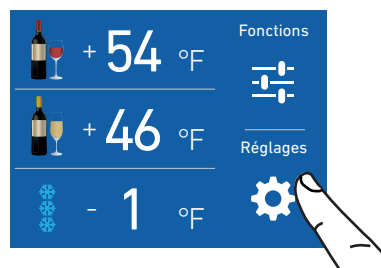 + 54 °F
+ 46 °F
- 1 °F
Fonctions
Réglages